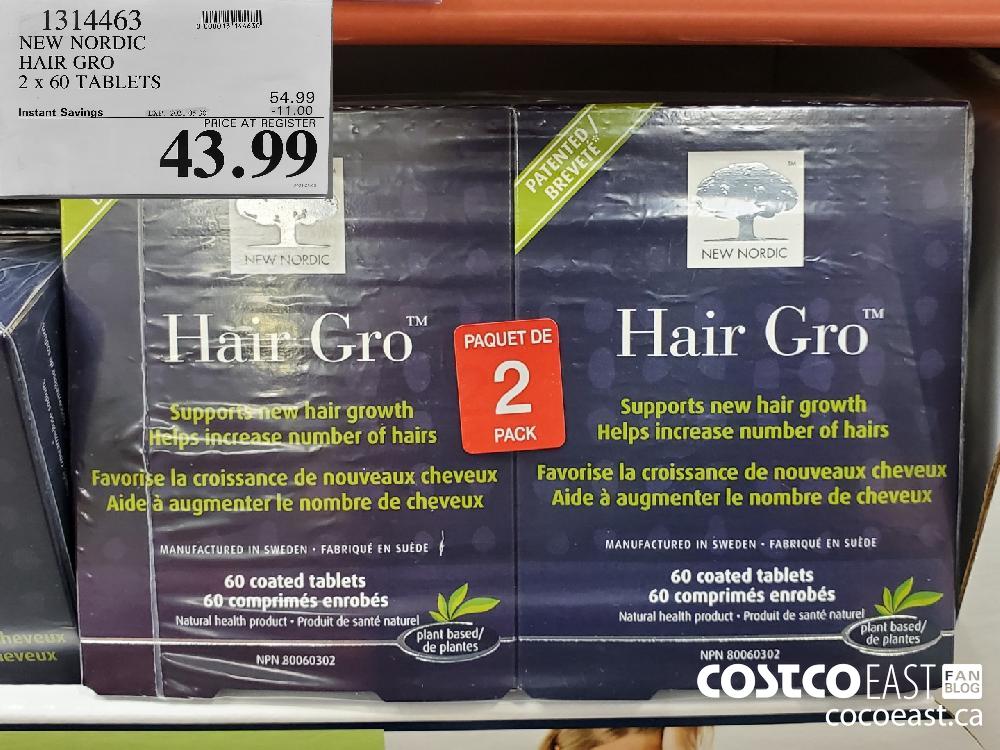 1314463
NEW NORDIC
HAIR GRO
2 x 60 TABLETS
54.99
Instant Savings
-11.00
PRICE AT REGISTER
43.99
NEW NORDIC
Hair Gro™
Supports new hair growth
Helps increase number of hairs
Favorise la croissance de nouveaux cheveux
Aide à augmenter le nombre de cheveux
MANUFACTURED IN SWEDEN • FABRIQUÉ EN SUÈDE
60 coated tablets
60 comprimés enrobés
Natural health product • Produit de santé naturel
plant based/
de plantes
NPN 80060302
PAQUET DE
2
PACK
PATENTED/
BREVETÉ*
SM
NEW NORDIC
Hair Gro™
Supports new hair growth
Helps increase number of hairs
Favorise la croissance de nouveaux cheveux
Aide à augmenter le nombre de cheveux
MANUFACTURED IN SWEDEN • FABRIQUÉ EN SUÈDE
60 coated tablets
60 comprimés enrobés
Natural health product • Produit de santé naturel
plant based/
de plantes
NPN 80060302
heveux
eveux
COSTCO EAST FAN BLOG
cocoeast.ca